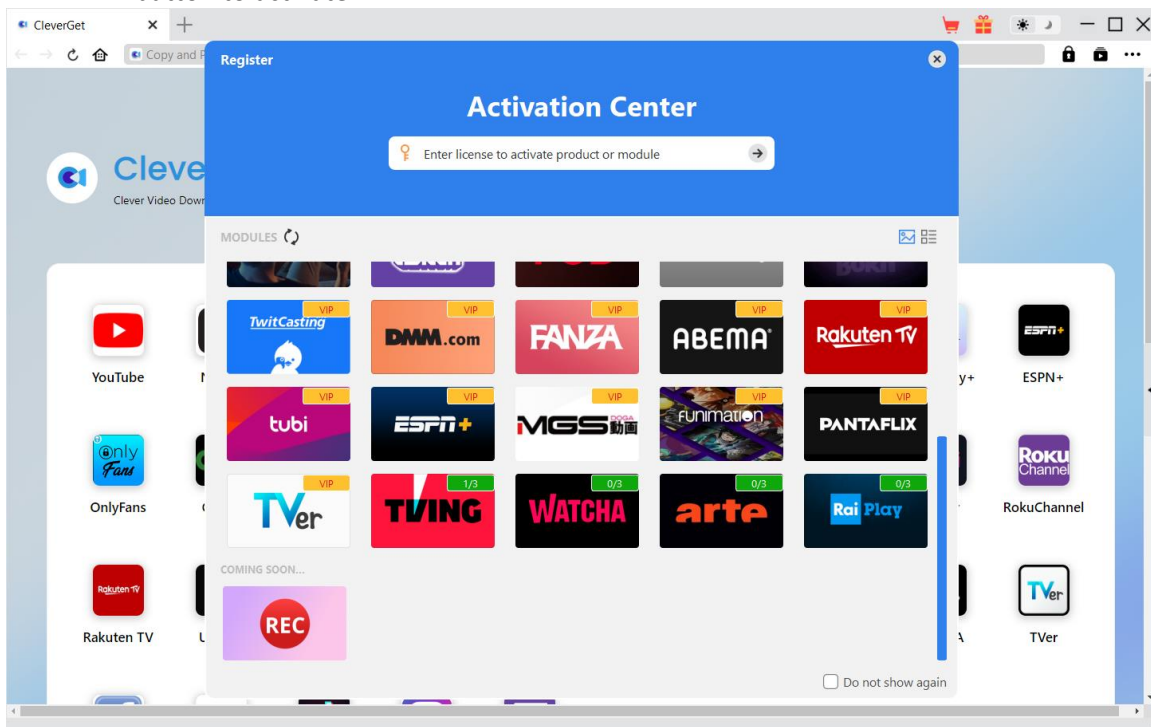 CleverGet
Copy and P
Register
Activation Center
Enter license to activate product or module
Cleve
Clever Video Down
MODULES
VIP
TwitCasting
VIP
DMM.com
VIP
FANZA
VIP
ABEMA
VIP
Rakuten TV
VIP
tubi
VIP
ESPN+
VIP
MGS DOGA 動画
VIP
FUNIMATION
VIP
PANTAFLIX
VIP
TVer
1/3
TVING
0/3
WATCHA
0/3
arte
0/3
Rai Play
COMING SOON...
REC
Do not show again
YouTube
ESPN+
y+
ESPN+
Only
Fans
OnlyFans
ROKU
Channel
RokuChannel
Rakuten TV
Rakuten TV
TVer
TVer